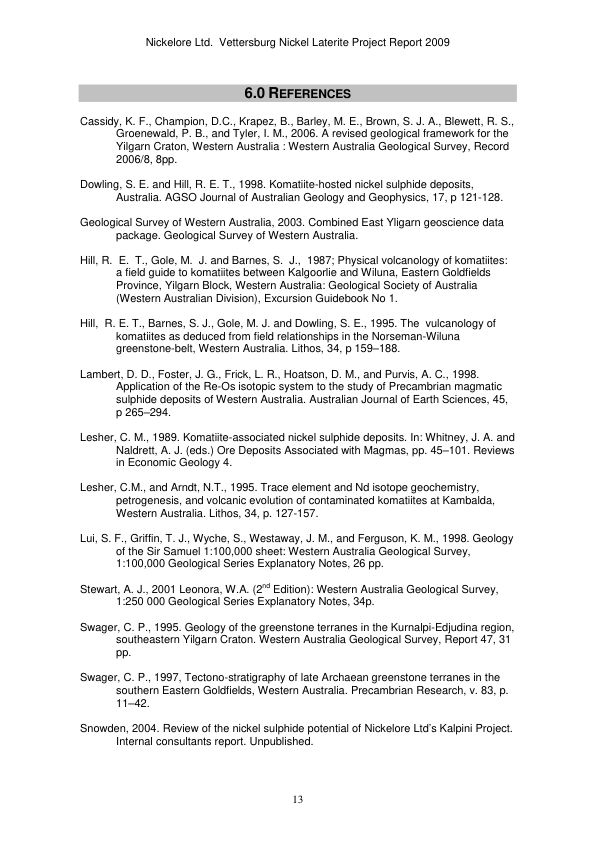 Nickelore Ltd.  Vettersburg Nickel Laterite Project Report 2009
6.0 REFERENCES
Cassidy, K. F., Champion, D.C., Krapez, B., Barley, M. E., Brown, S. J. A., Blewett, R. S.,
Groenewald, P. B., and Tyler, I. M., 2006. A revised geological framework for the
Yilgarn Craton, Western Australia : Western Australia Geological Survey, Record
2006/8, 8pp.
Dowling, S. E. and Hill, R. E. T., 1998. Komatiite-hosted nickel sulphide deposits,
Australia. AGSO Journal of Australian Geology and Geophysics, 17, p 121-128.
Geological Survey of Western Australia, 2003. Combined East Yligarn geoscience data
package. Geological Survey of Western Australia.
Hill, R.  E.  T., Gole, M.  J. and Barnes, S.  J.,  1987; Physical volcanology of komatiites:
a field guide to komatiites between Kalgoorlie and Wiluna, Eastern Goldfields
Province, Yilgarn Block, Western Australia: Geological Society of Australia
(Western Australian Division), Excursion Guidebook No 1.
Hill,  R. E. T., Barnes, S. J., Gole, M. J. and Dowling, S. E., 1995. The  vulcanology of
komatiites as deduced from field relationships in the Norseman-Wiluna
greenstone-belt, Western Australia. Lithos, 34, p 159–188.
Lambert, D. D., Foster, J. G., Frick, L. R., Hoatson, D. M., and Purvis, A. C., 1998.
Application of the Re-Os isotopic system to the study of Precambrian magmatic
sulphide deposits of Western Australia. Australian Journal of Earth Sciences, 45,
p 265–294.
Lesher, C. M., 1989. Komatiite-associated nickel sulphide deposits. In: Whitney, J. A. and
Naldrett, A. J. (eds.) Ore Deposits Associated with Magmas, pp. 45–101. Reviews
in Economic Geology 4.
Lesher, C.M., and Arndt, N.T., 1995. Trace element and Nd isotope geochemistry,
petrogenesis, and volcanic evolution of contaminated komatiites at Kambalda,
Western Australia. Lithos, 34, p. 127-157.
Lui, S. F., Griffin, T. J., Wyche, S., Westaway, J. M., and Ferguson, K. M., 1998. Geology
of the Sir Samuel 1:100,000 sheet: Western Australia Geological Survey,
1:100,000 Geological Series Explanatory Notes, 26 pp.
Stewart, A. J., 2001 Leonora, W.A. (2nd Edition): Western Australia Geological Survey,
1:250 000 Geological Series Explanatory Notes, 34p.
Swager, C. P., 1995. Geology of the greenstone terranes in the Kurnalpi-Edjudina region,
southeastern Yilgarn Craton. Western Australia Geological Survey, Report 47, 31
pp.
Swager, C. P., 1997, Tectono-stratigraphy of late Archaean greenstone terranes in the
southern Eastern Goldfields, Western Australia. Precambrian Research, v. 83, p.
11–42.
Snowden, 2004. Review of the nickel sulphide potential of Nickelore Ltd's Kalpini Project.
Internal consultants report. Unpublished.
13